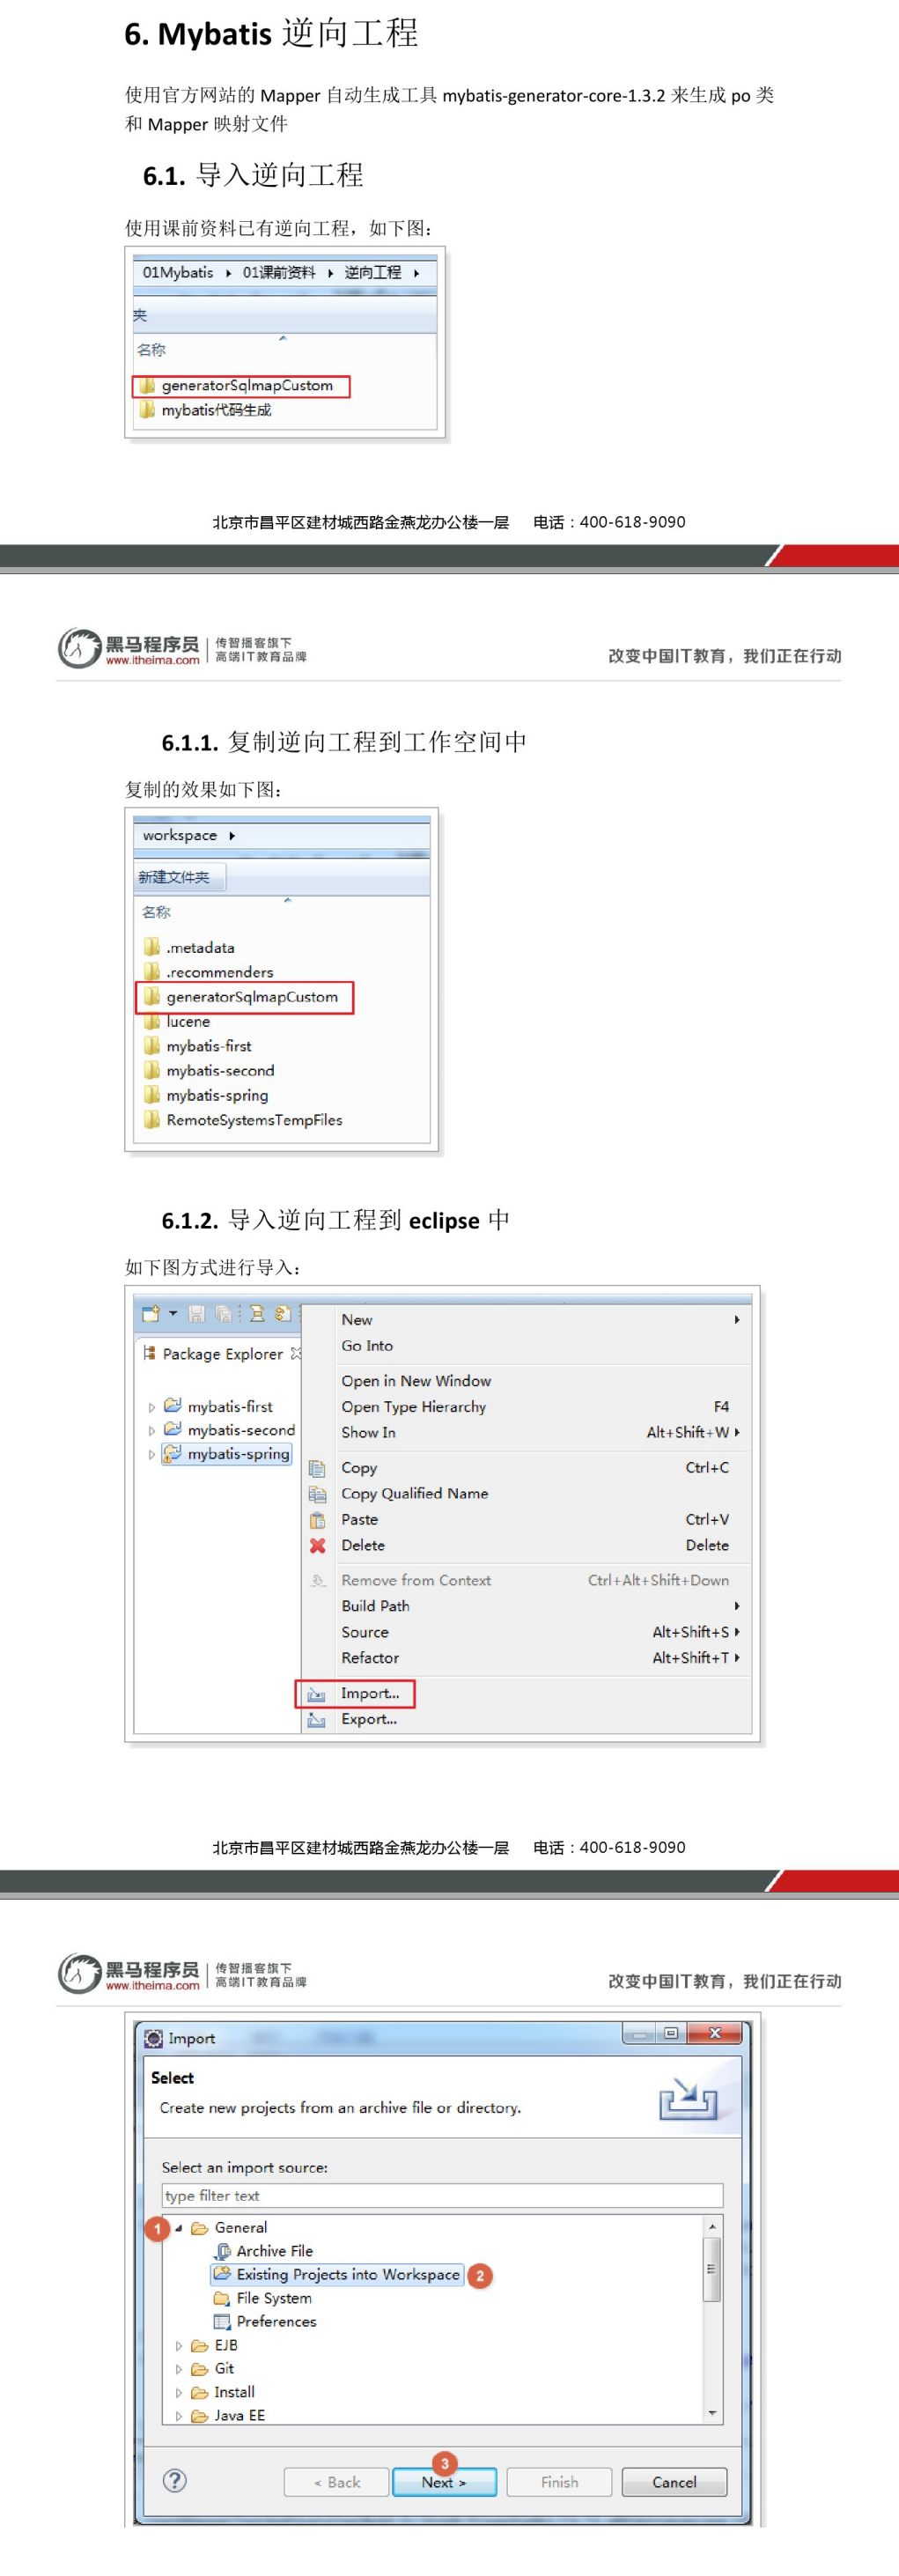 6. Mybatis 逆向工程
使用官方网站的 Mapper 自动生成工具 mybatis-generator-core-1.3.2 来生成 po 类
和 Mapper 映射文件
6.1. 导入逆向工程
使用课前资料已有逆向工程，如下图：
01Mybatis ▸ 01课前资料 ▸ 逆向工程 ▸
夹
名称
generatorSqlmapCustom
mybatis代码生成
北京市昌平区建材城西路金燕龙办公楼一层 电话：400-618-9090
黑马程序员 传智播客旗下
www.itheima.com 高端IT教育品牌
改变中国IT教育，我们正在行动
6.1.1. 复制逆向工程到工作空间中
复制的效果如下图：
workspace ▸
新建文件夹
名称
.metadata
.recommenders
generatorSqlmapCustom
lucene
mybatis-first
mybatis-second
mybatis-spring
RemoteSystemsTempFiles
6.1.2. 导入逆向工程到 eclipse 中
如下图方式进行导入：
Package Explorer
mybatis-first
mybatis-second
mybatis-spring
New
Go Into
Open in New Window
Open Type Hierarchy F4
Show In Alt+Shift+W
Copy Ctrl+C
Copy Qualified Name
Paste Ctrl+V
Delete Delete
Remove from Context Ctrl+Alt+Shift+Down
Build Path
Source Alt+Shift+S
Refactor Alt+Shift+T
Import...
Export...
北京市昌平区建材城西路金燕龙办公楼一层 电话：400-618-9090
黑马程序员 传智播客旗下
www.itheima.com 高端IT教育品牌
改变中国IT教育，我们正在行动
Import
Select
Create new projects from an archive file or directory.
Select an import source:
type filter text
1 General
Archive File
Existing Projects into Workspace 2
File System
Preferences
EJB
Git
Install
Java EE
3
? < Back Next > Finish Cancel